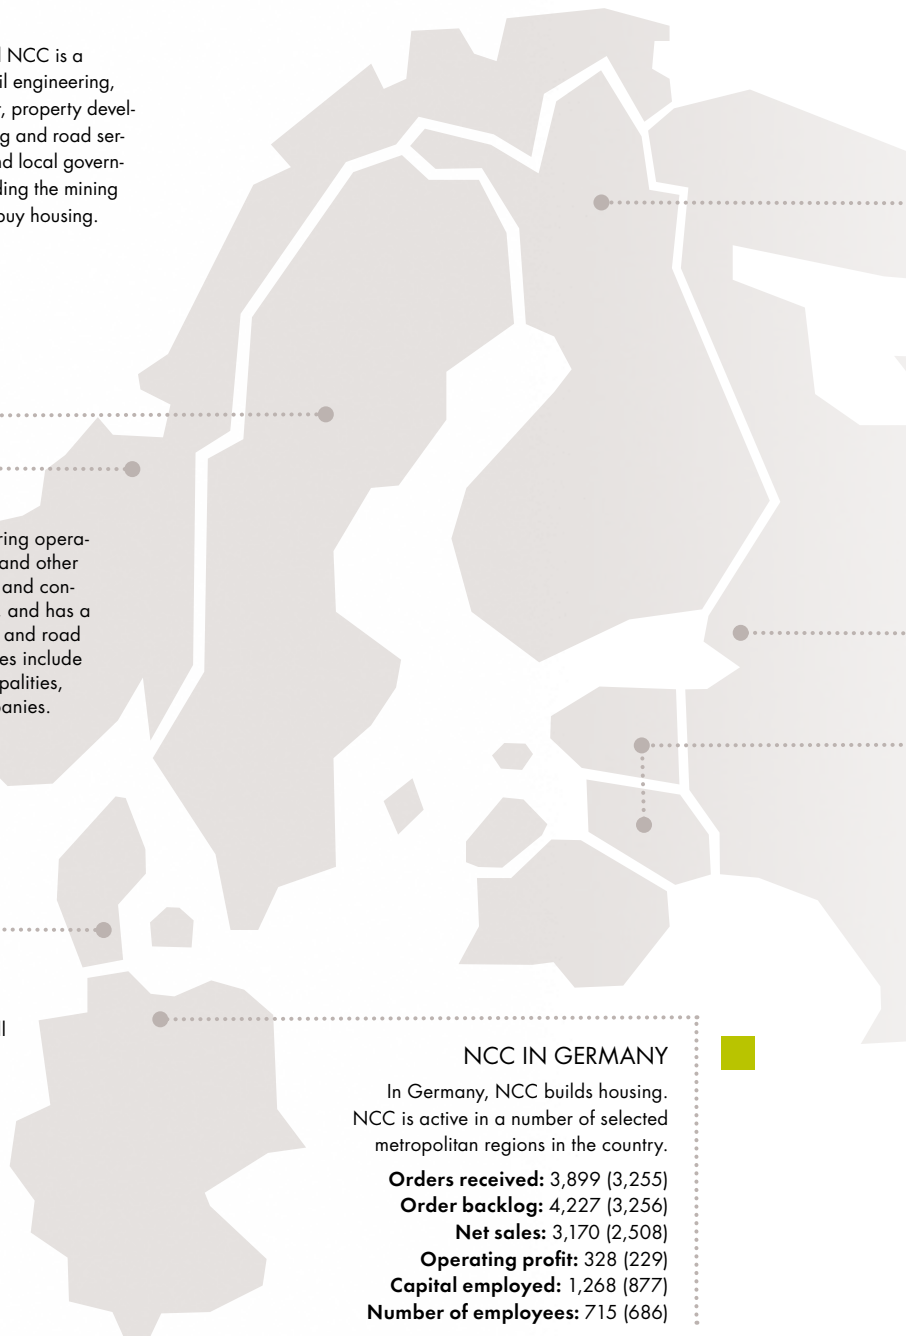 NCC is a
il engineering,
, property devel-
g and road ser-
nd local govern-
ding the mining
buy housing.
ring opera-
and other
and con-
and has a
and road
es include
palities,
anies.
ll
NCC IN GERMANY
In Germany, NCC builds housing.
NCC is active in a number of selected
metropolitan regions in the country.
Orders received: 3,899 (3,255)
Order backlog: 4,227 (3,256)
Net sales: 3,170 (2,508)
Operating profit: 328 (229)
Capital employed: 1,268 (877)
Number of employees: 715 (686)